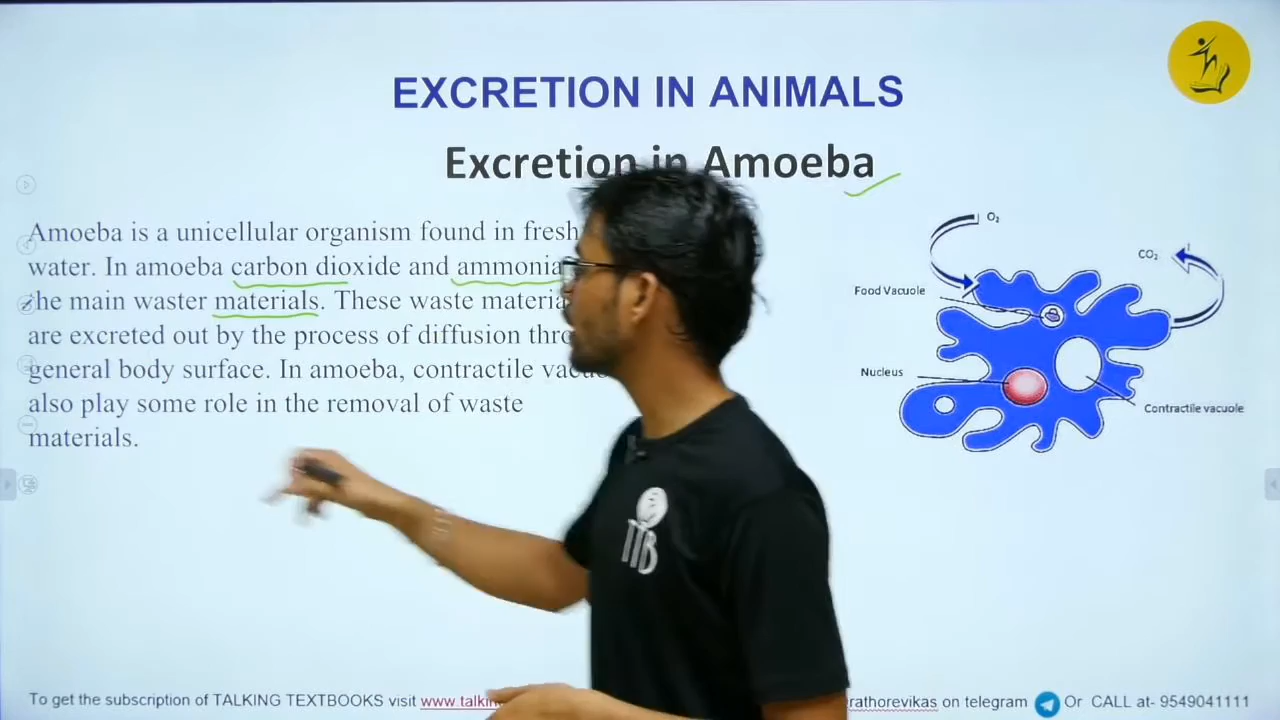 EXCRETION IN ANIMALS
Excretion in Amoeba
Amoeba is a unicellular organism found in fresh
water. In amoeba carbon dioxide and ammonia
he main waster materials. These waste materia
are excreted out by the process of diffusion thro
general body surface. In amoeba, contractile vacuo
also play some role in the removal of waste
materials.
O₂
CO₂
Food Vacuole
Nucleus
Contractile vacuole
TTB
To get the subscription of TALKING TEXTBOOKS visit www.talkin rathorevikas on telegram Or CALL at- 9549041111